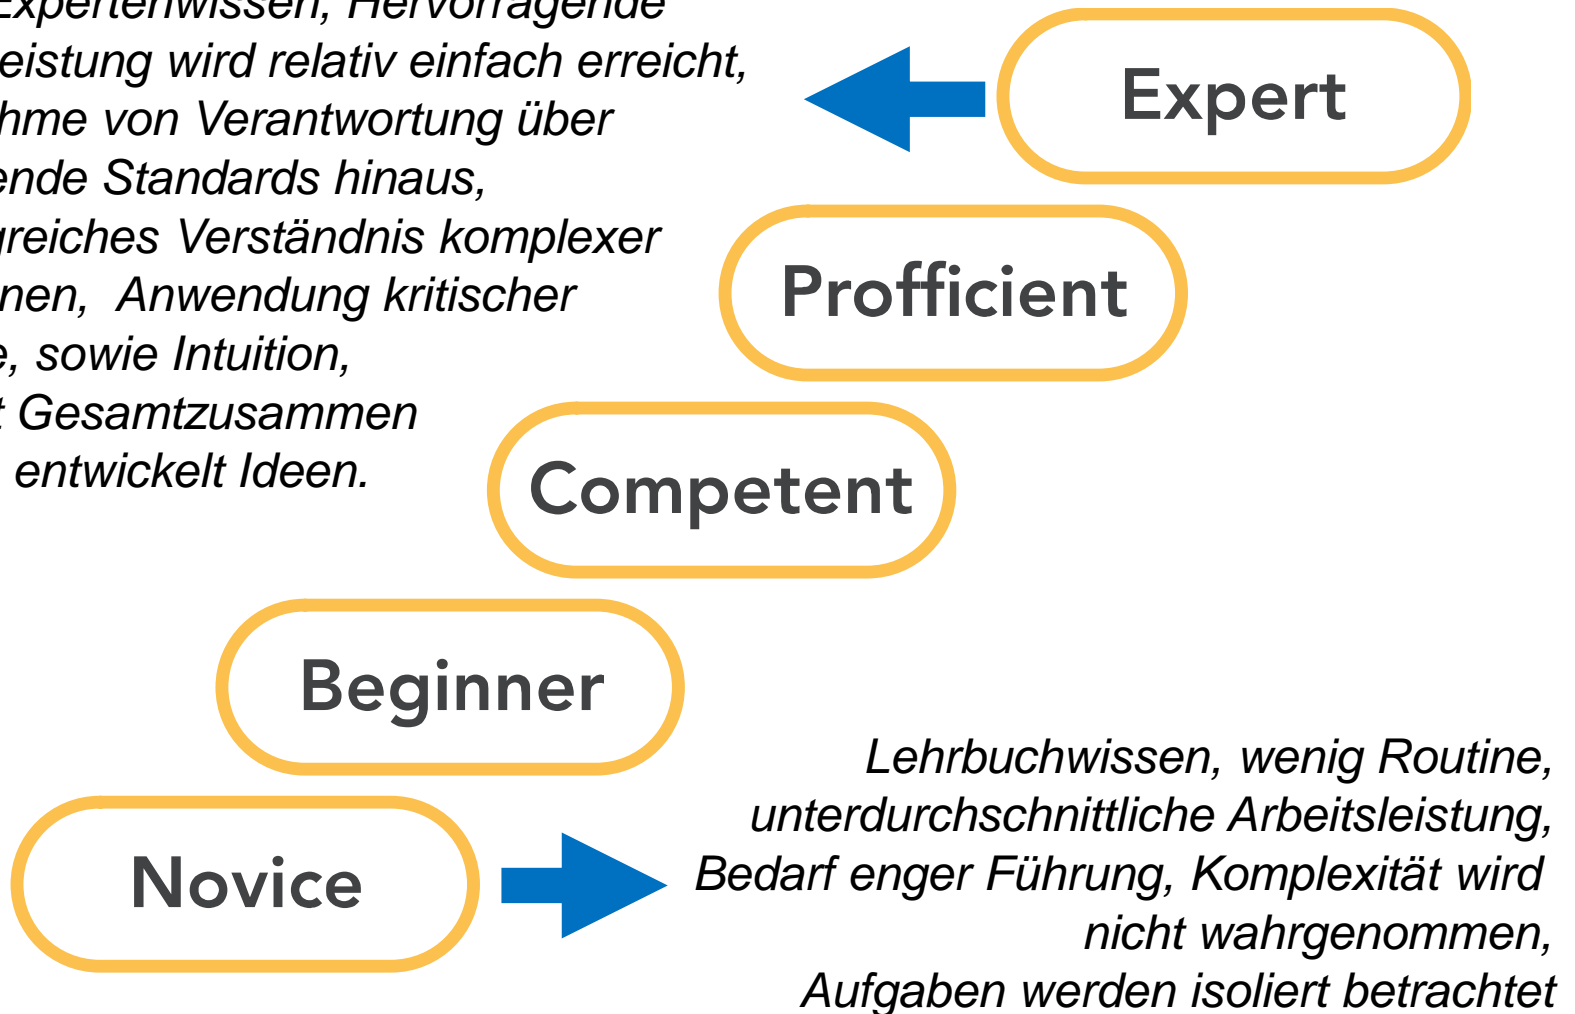 Expertenwissen, Hervorragende
eistung wird relativ einfach erreicht,
hme von Verantwortung über
ende Standards hinaus,
greiches Verständnis komplexer
nen, Anwendung kritischer
e, sowie Intuition,
t Gesamtzusammen
entwickelt Ideen.
Expert
Profficient
Competent
Beginner
Novice
Lehrbuchwissen, wenig Routine,
unterdurchschnittliche Arbeitsleistung,
Bedarf enger Führung, Komplexität wird
nicht wahrgenommen,
Aufgaben werden isoliert betrachtet